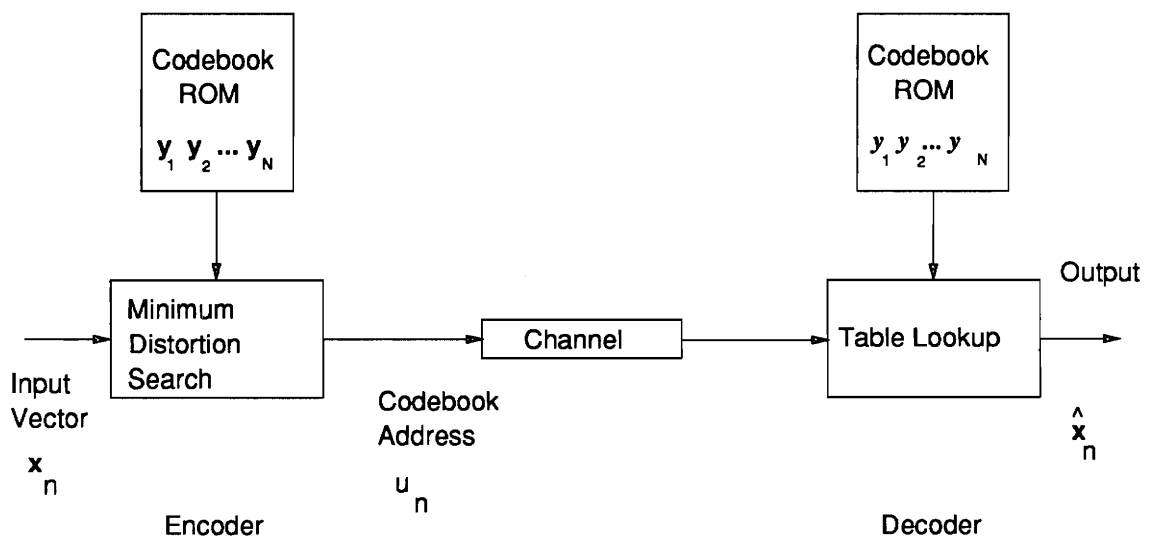 Codebook
ROM
y1 y2 ... yN
Codebook
ROM
y1 y2 ... y N
Minimum
Distortion
Search
Channel
Table Lookup
Output
Input
Vector
xn
Codebook
Address
un
x̂n
Encoder
Decoder